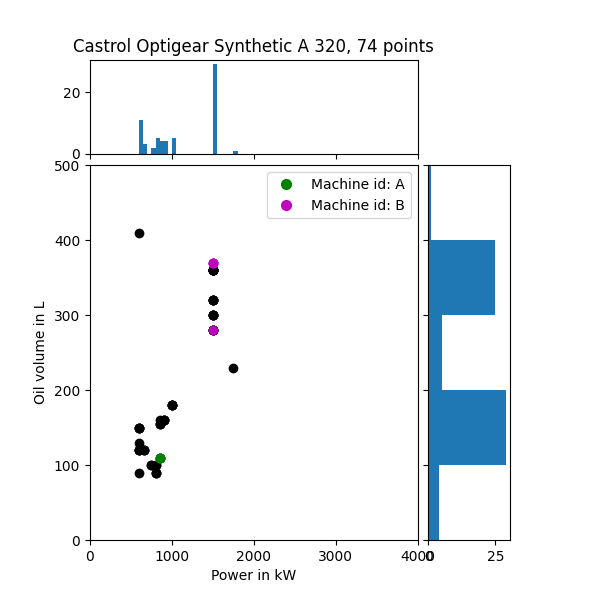 Castrol Optigear Synthetic A 320, 74 points
20
0
500
400
300
200
100
0
Oil volume in L
Machine id: A
Machine id: B
0 1000 2000 3000 4000
0 25
Power in kW